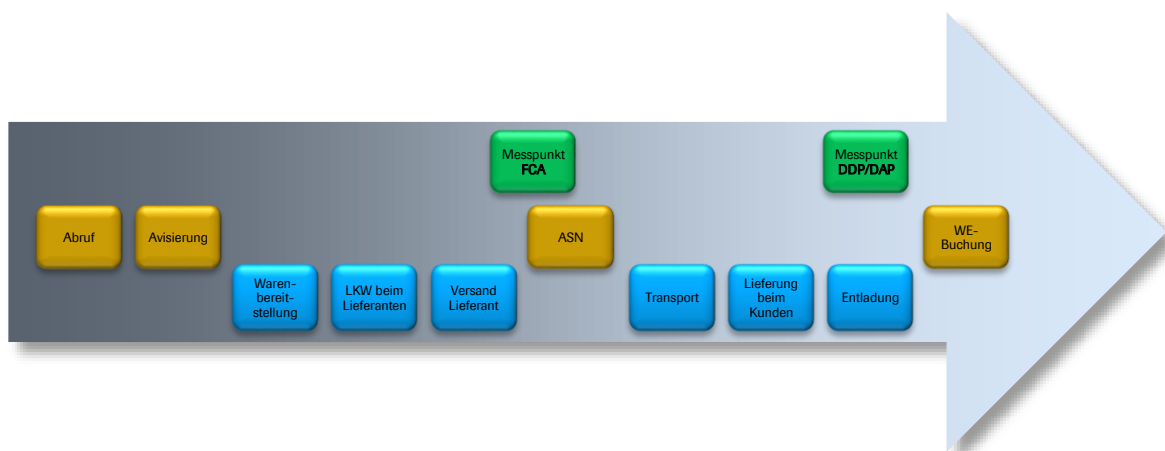 Messpunkt
FCA
Messpunkt
DDP/DAP
Abruf
Avisierung
ASN
WE-
Buchung
Waren-
bereit-
stellung
LKW beim
Lieferanten
Versand
Lieferant
Transport
Lieferung
beim
Kunden
Entladung